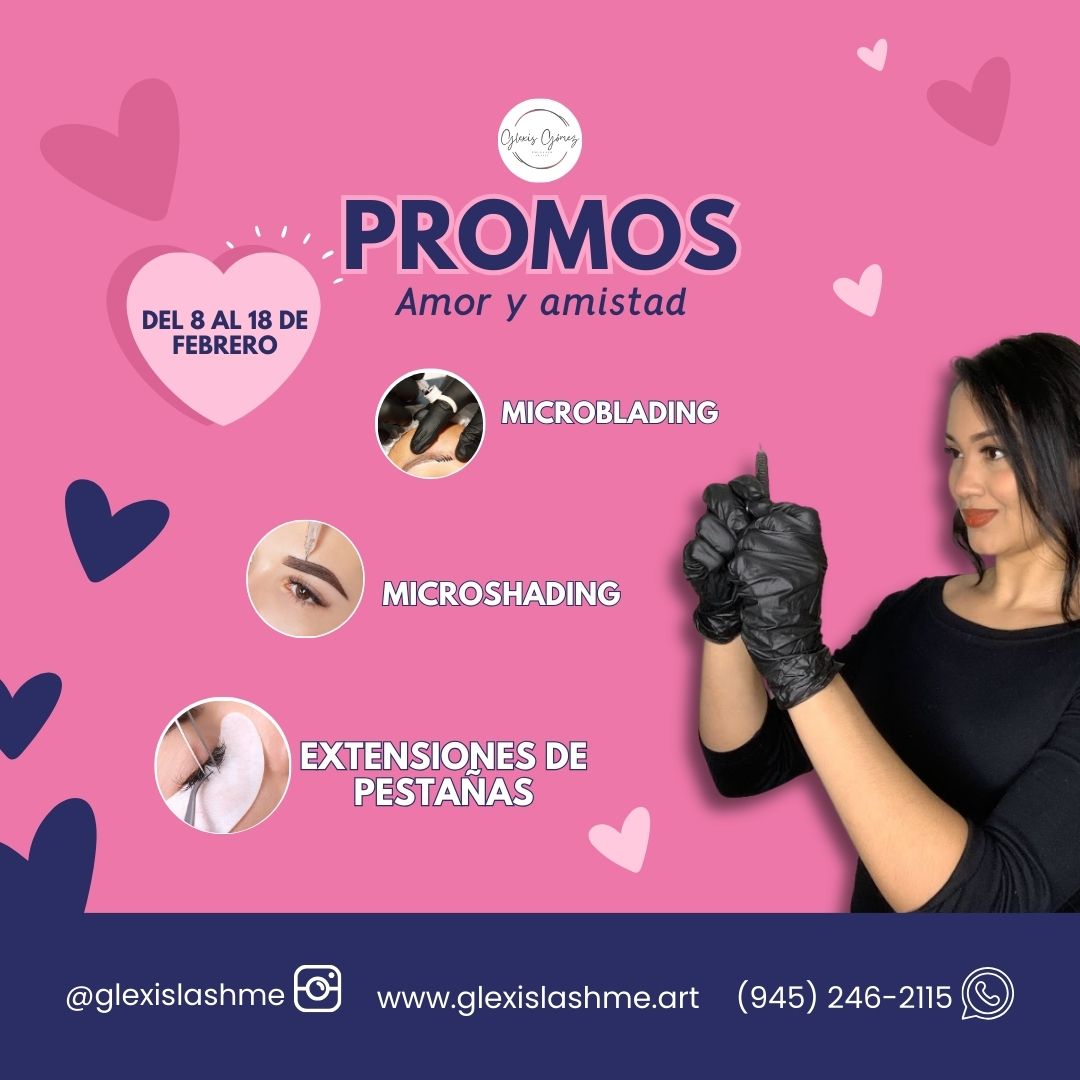 Glexis Gómez
PROMOS
Amor y amistad
DEL 8 AL 18 DE
FEBRERO
MICROBLADING
MICROSHADING
EXTENSIONES DE
PESTAÑAS
@glexislashme
www.glexislashme.art
(945) 246-2115